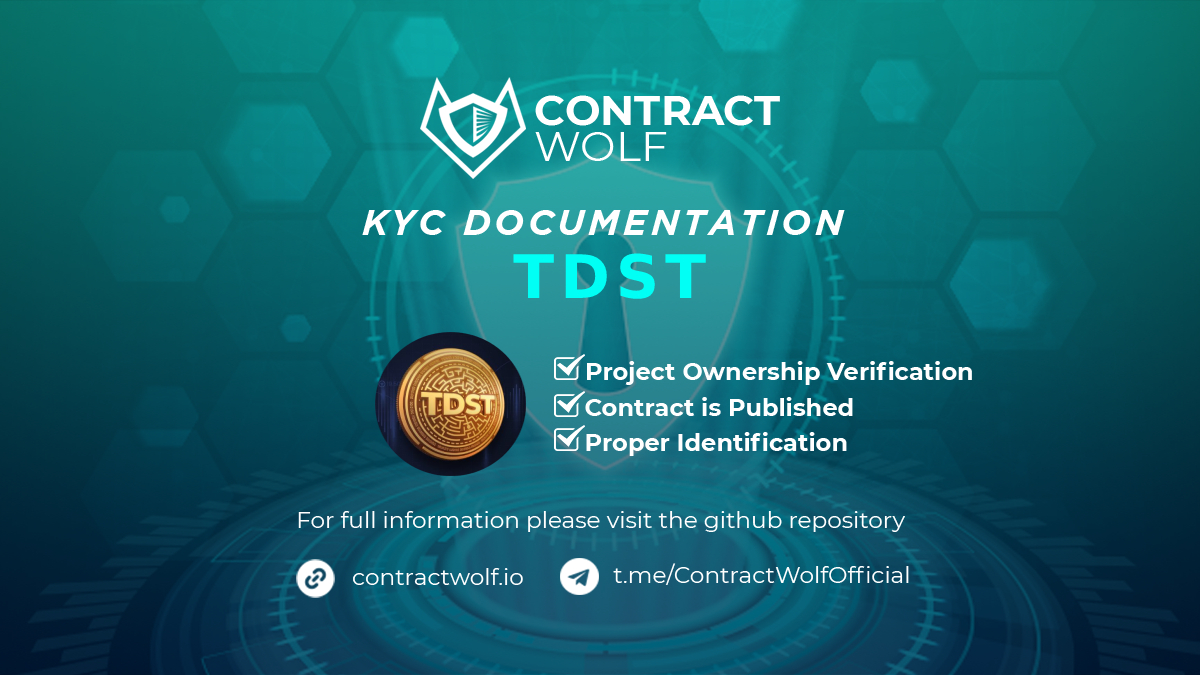 CONTRACT
WOLF
KYC DOCUMENTATION
TDST
TDST
Project Ownership Verification
Contract is Published
Proper Identification
For full information please visit the github repository
contractwolf.io
t.me/ContractWolfOfficial